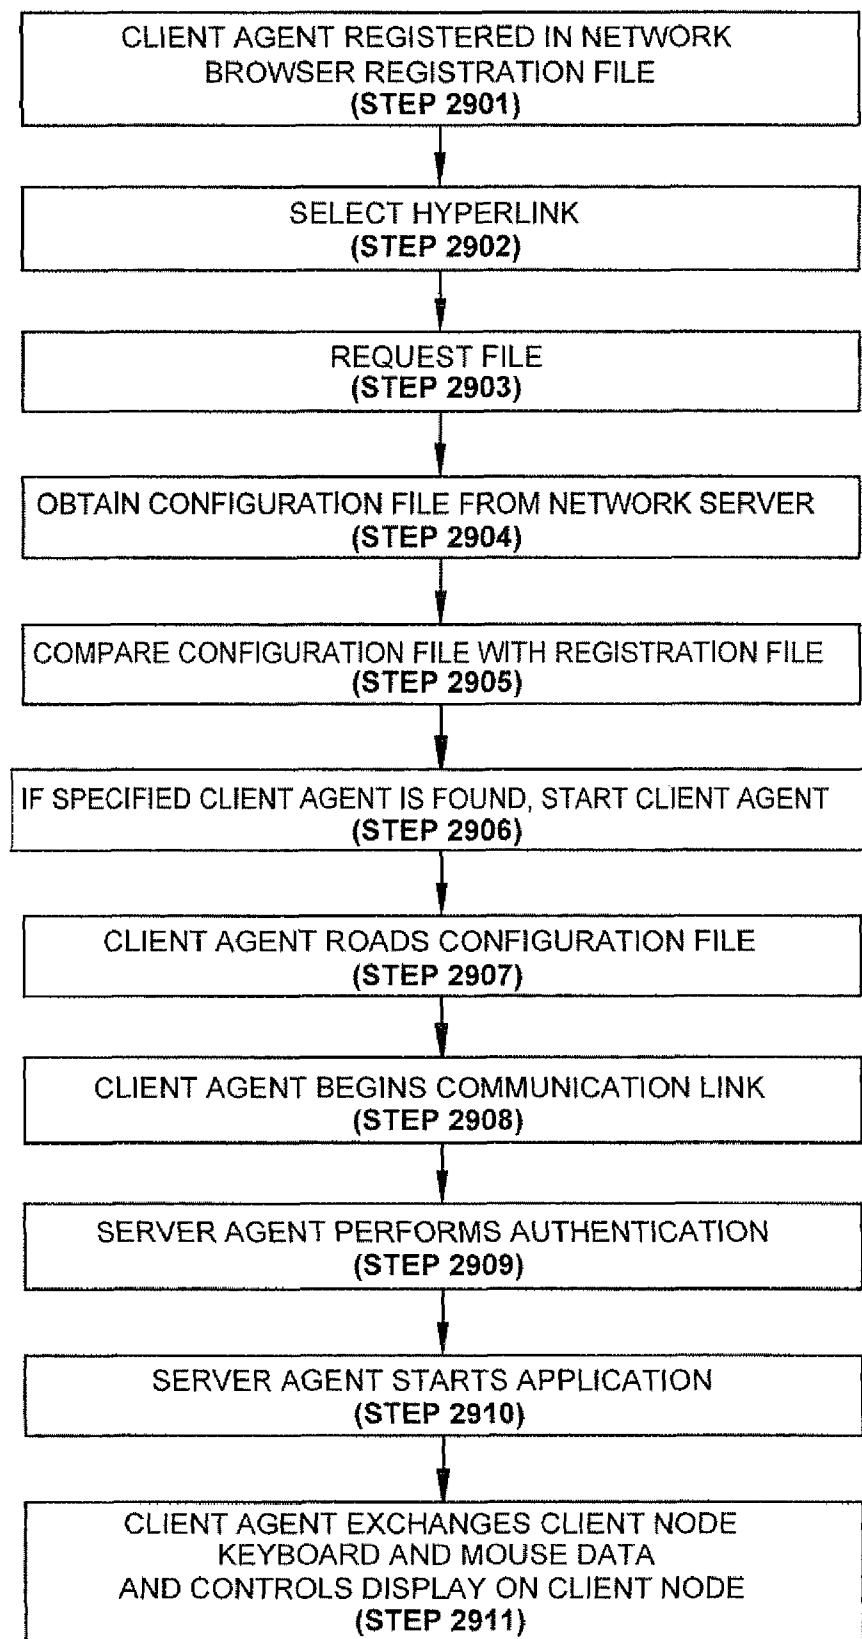 CLIENT AGENT REGISTERED IN NETWORK
BROWSER REGISTRATION FILE
(STEP 2901)
SELECT HYPERLINK
(STEP 2902)
REQUEST FILE
(STEP 2903)
OBTAIN CONFIGURATION FILE FROM NETWORK SERVER
(STEP 2904)
COMPARE CONFIGURATION FILE WITH REGISTRATION FILE
(STEP 2905)
IF SPECIFIED CLIENT AGENT IS FOUND, START CLIENT AGENT
(STEP 2906)
CLIENT AGENT ROADS CONFIGURATION FILE
(STEP 2907)
CLIENT AGENT BEGINS COMMUNICATION LINK
(STEP 2908)
SERVER AGENT PERFORMS AUTHENTICATION
(STEP 2909)
SERVER AGENT STARTS APPLICATION
(STEP 2910)
CLIENT AGENT EXCHANGES CLIENT NODE
KEYBOARD AND MOUSE DATA
AND CONTROLS DISPLAY ON CLIENT NODE
(STEP 2911)